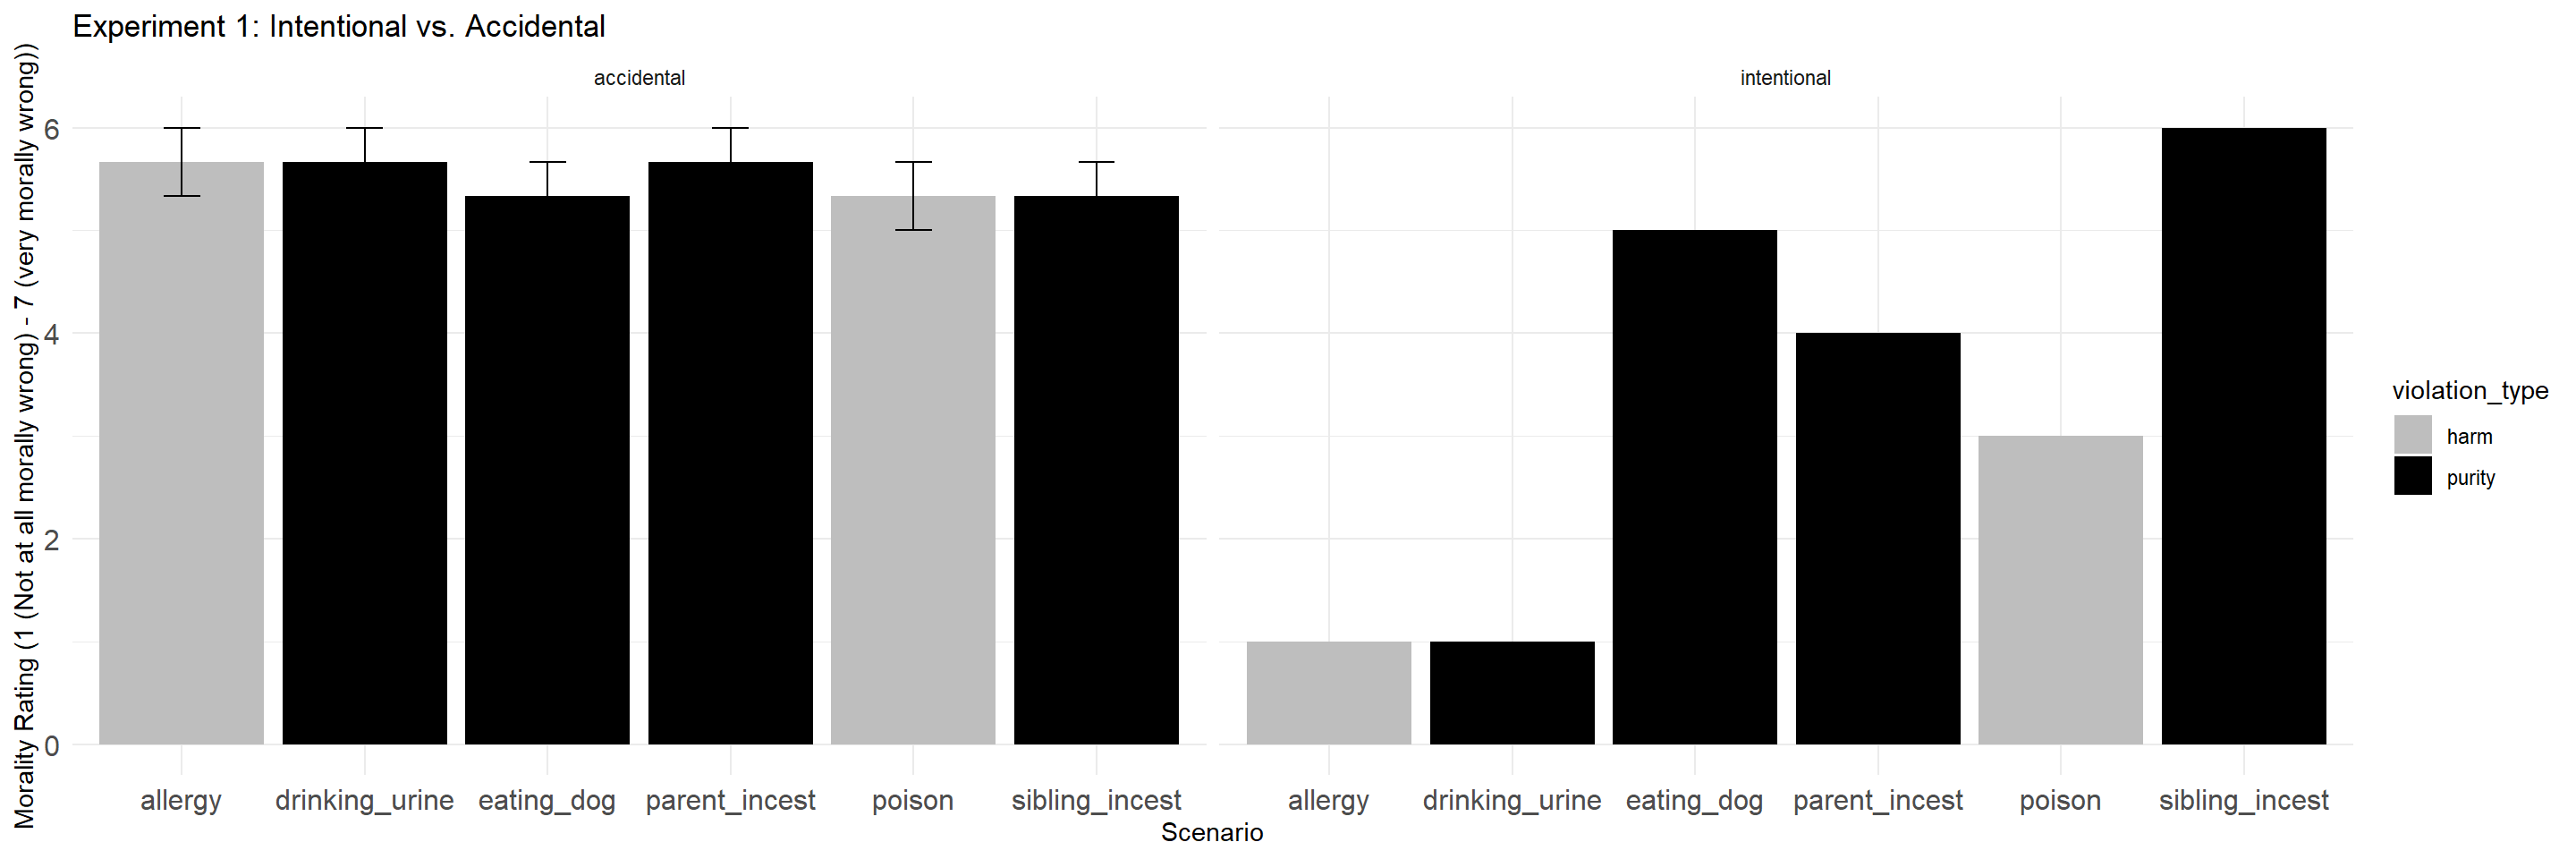 Experiment 1: Intentional vs. Accidental
accidental
intentional
Morality Rating (1 (Not at all morally wrong) - 7 (very morally wrong))
6
4
2
0
allergy drinking_urine eating_dog parent_incest poison sibling_incest
allergy drinking_urine eating_dog parent_incest poison sibling_incest
Scenario
violation_type
harm
purity